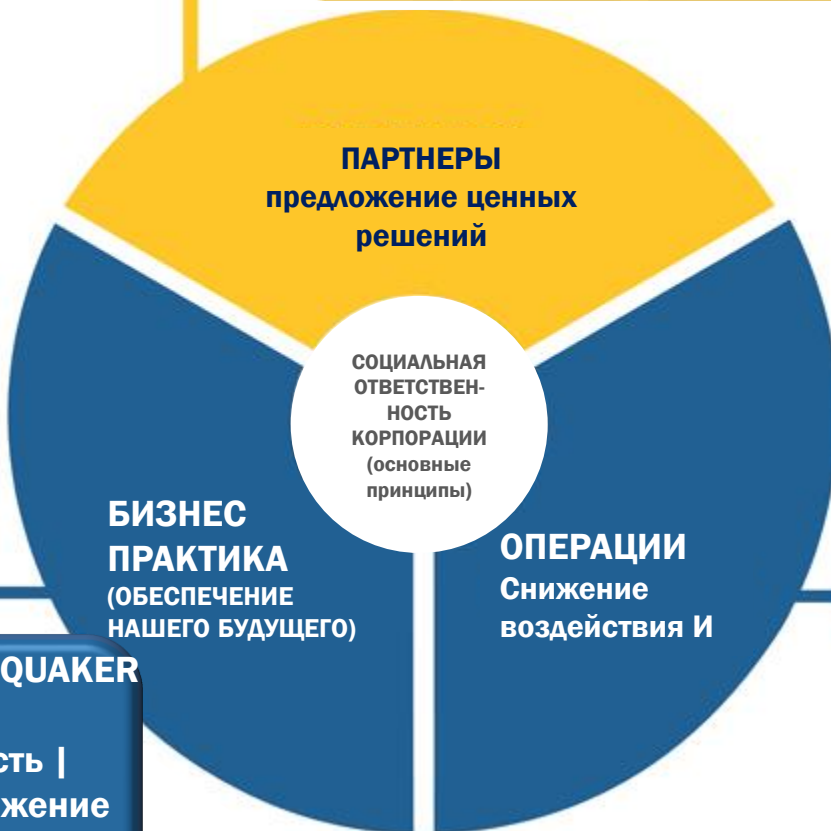 ПАРТНЕРЫ
предложение ценных
решений
СОЦИАЛЬНАЯ
ОТВЕТСТВЕН-
НОСТЬ
КОРПОРАЦИИ
(основные
принципы)
БИЗНЕС
ПРАКТИКА
(ОБЕСПЕЧЕНИЕ
НАШЕГО БУДУЩЕГО)
ОПЕРАЦИИ
Снижение
воздействия И
QUAKER
сть |
жение